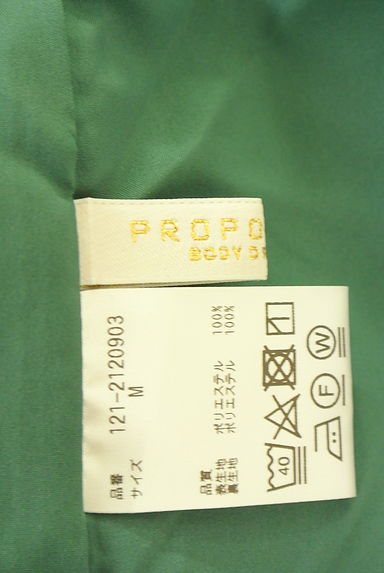 PROPO
BODY D
品番 121-2120903
サイズ M
品質
表生地 ポリエステル 100%
裏生地 ポリエステル 100%
40
F
W